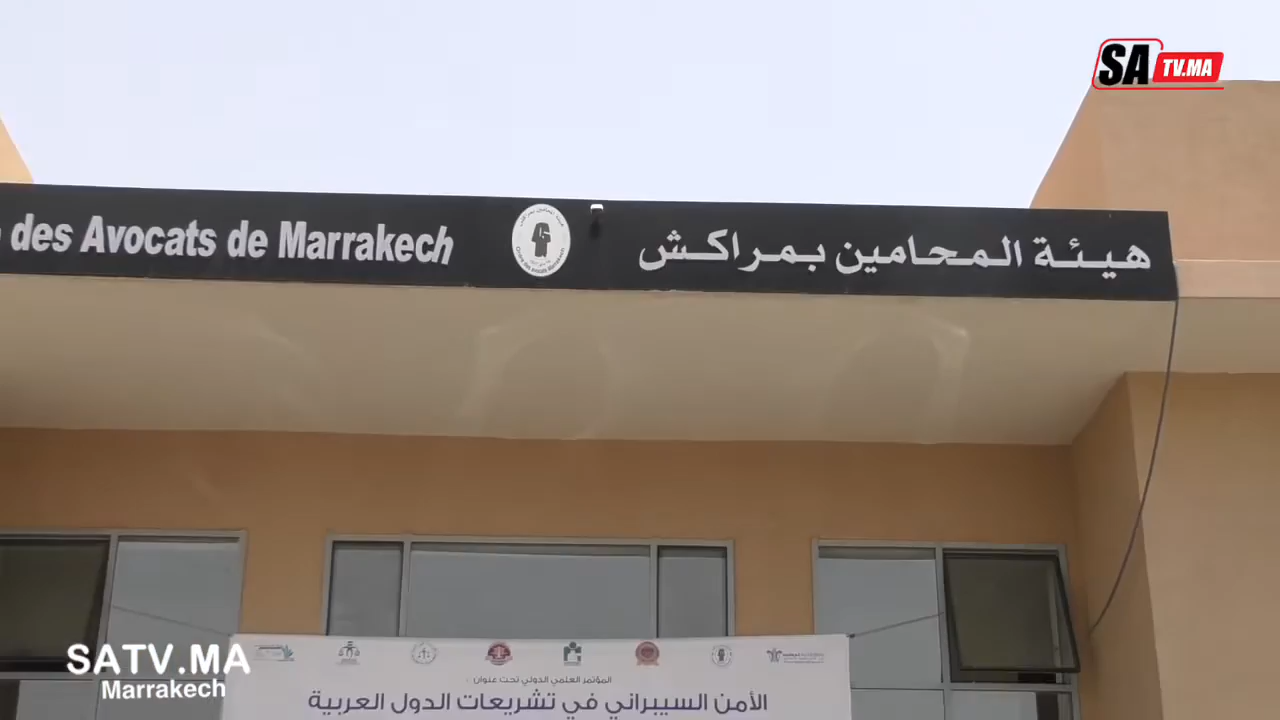 SA TV.MA
des Avocats de Marrakech
هيئة المحامين بمراكش
المؤتمر العلمي الدولي تحت عنوان :
الأمن السيبراني في تشريعات الدول العربية
SATV.MA
Marrakech